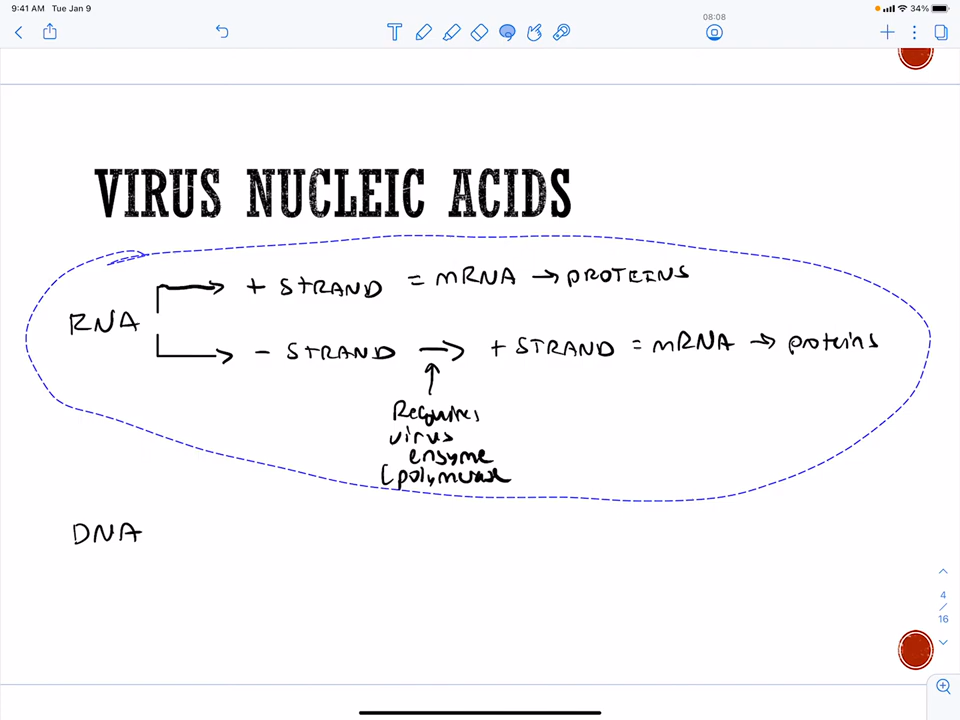 9:41 AM Tue Jan 9
34%
08:08
VIRUS NUCLEIC ACIDS
+ STRAND = mRNA → PROTEINS
RNA
- STRAND → + STRAND = mRNA → proteins
Requires
virus
enzyme
(polymerase
DNA
4
/
16